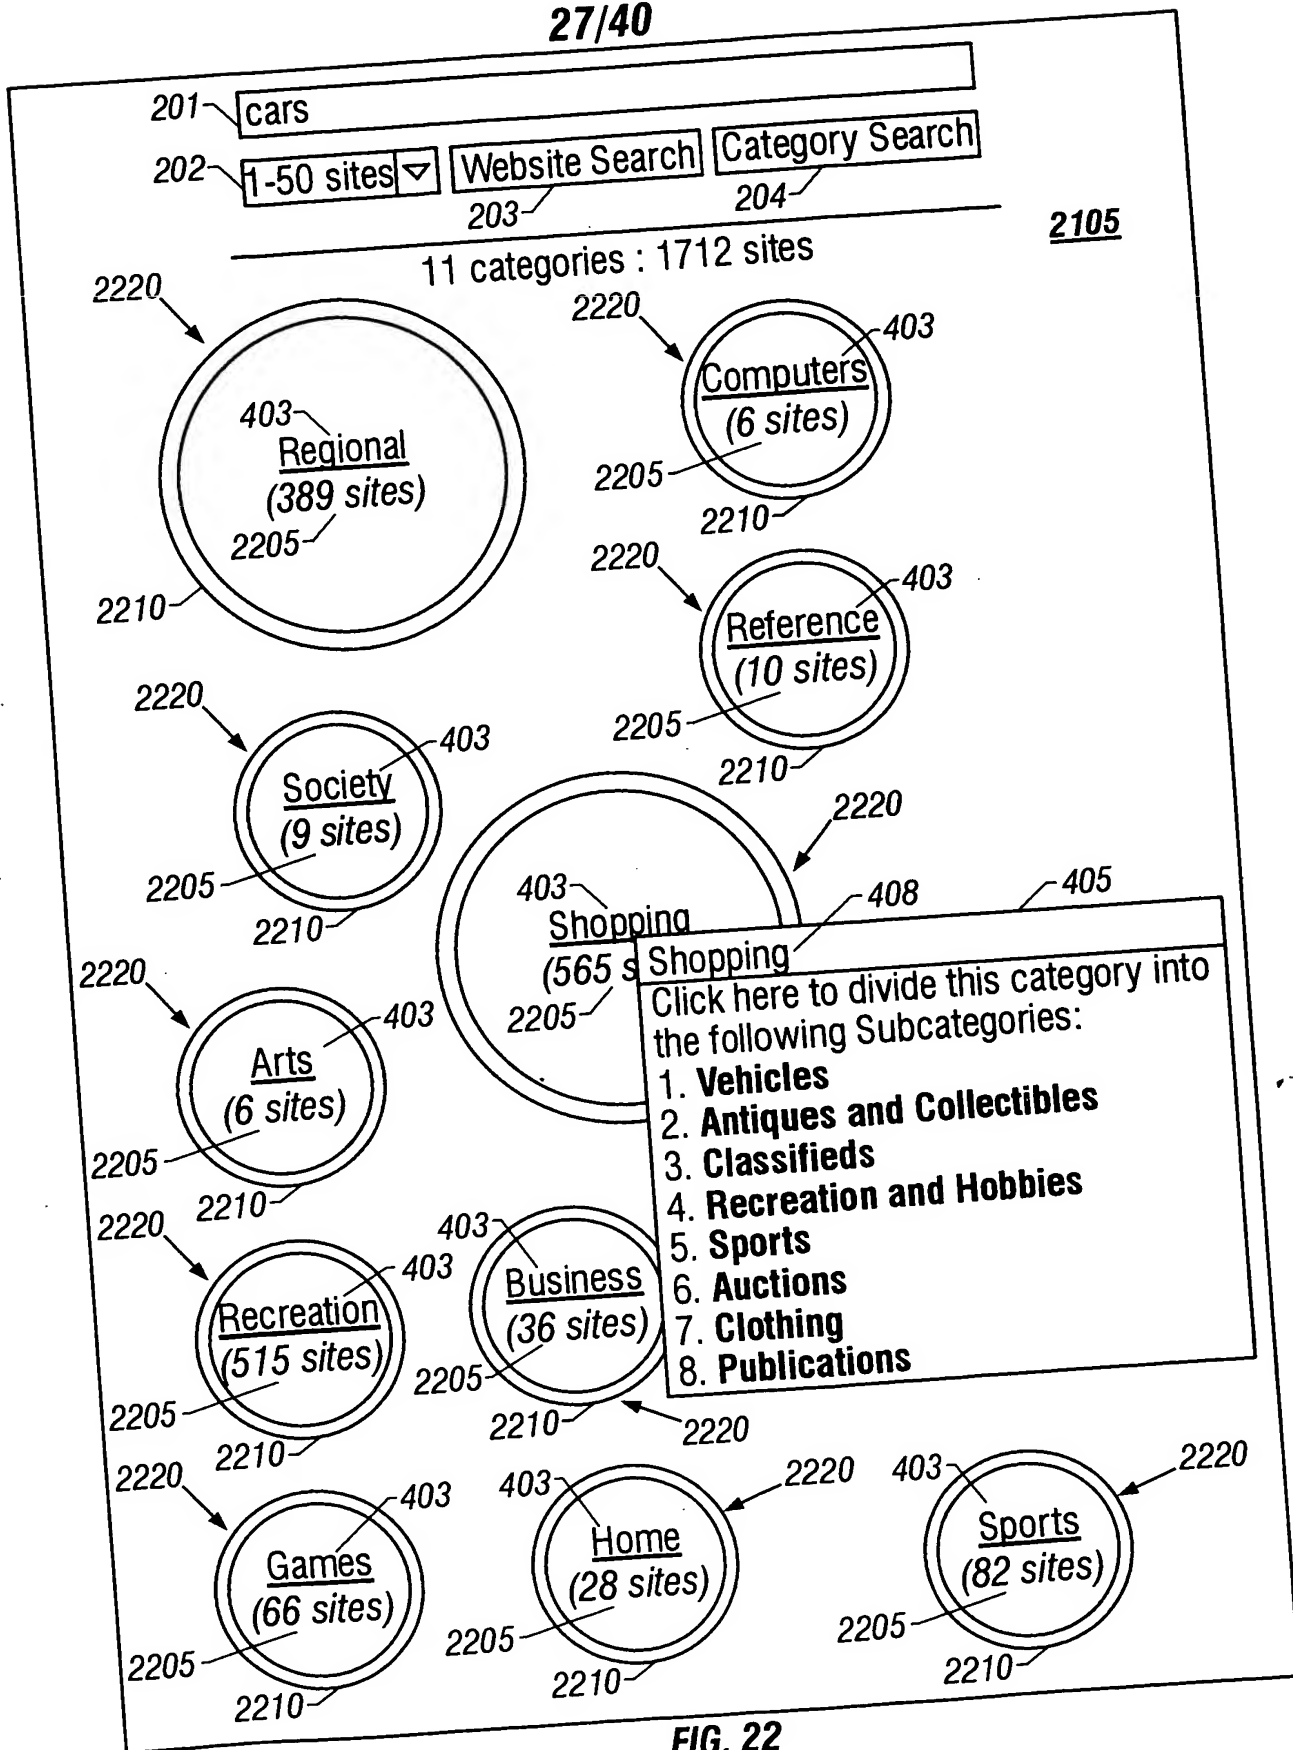 27/40
201
cars
202
1-50 sites
Website Search
Category Search
203
204
2105
11 categories : 1712 sites
2220
403
Regional
(389 sites)
2205
2210
2220
403
Computers
(6 sites)
2205
2210
2220
403
Reference
(10 sites)
2205
2210
2220
403
Society
(9 sites)
2205
2210
2220
403
Shopping
(565 s
2205
408
405
Shopping
Click here to divide this category into
the following Subcategories:
1. Vehicles
2. Antiques and Collectibles
3. Classifieds
4. Recreation and Hobbies
5. Sports
6. Auctions
7. Clothing
8. Publications
2220
403
Arts
(6 sites)
2205
2210
2220
403
Recreation
(515 sites)
2205
2210
403
Business
(36 sites)
2205
2210
2220
2220
403
Games
(66 sites)
2205
2210
403
2220
Home
(28 sites)
2205
2210
403
2220
Sports
(82 sites)
2205
2210
FIG. 22